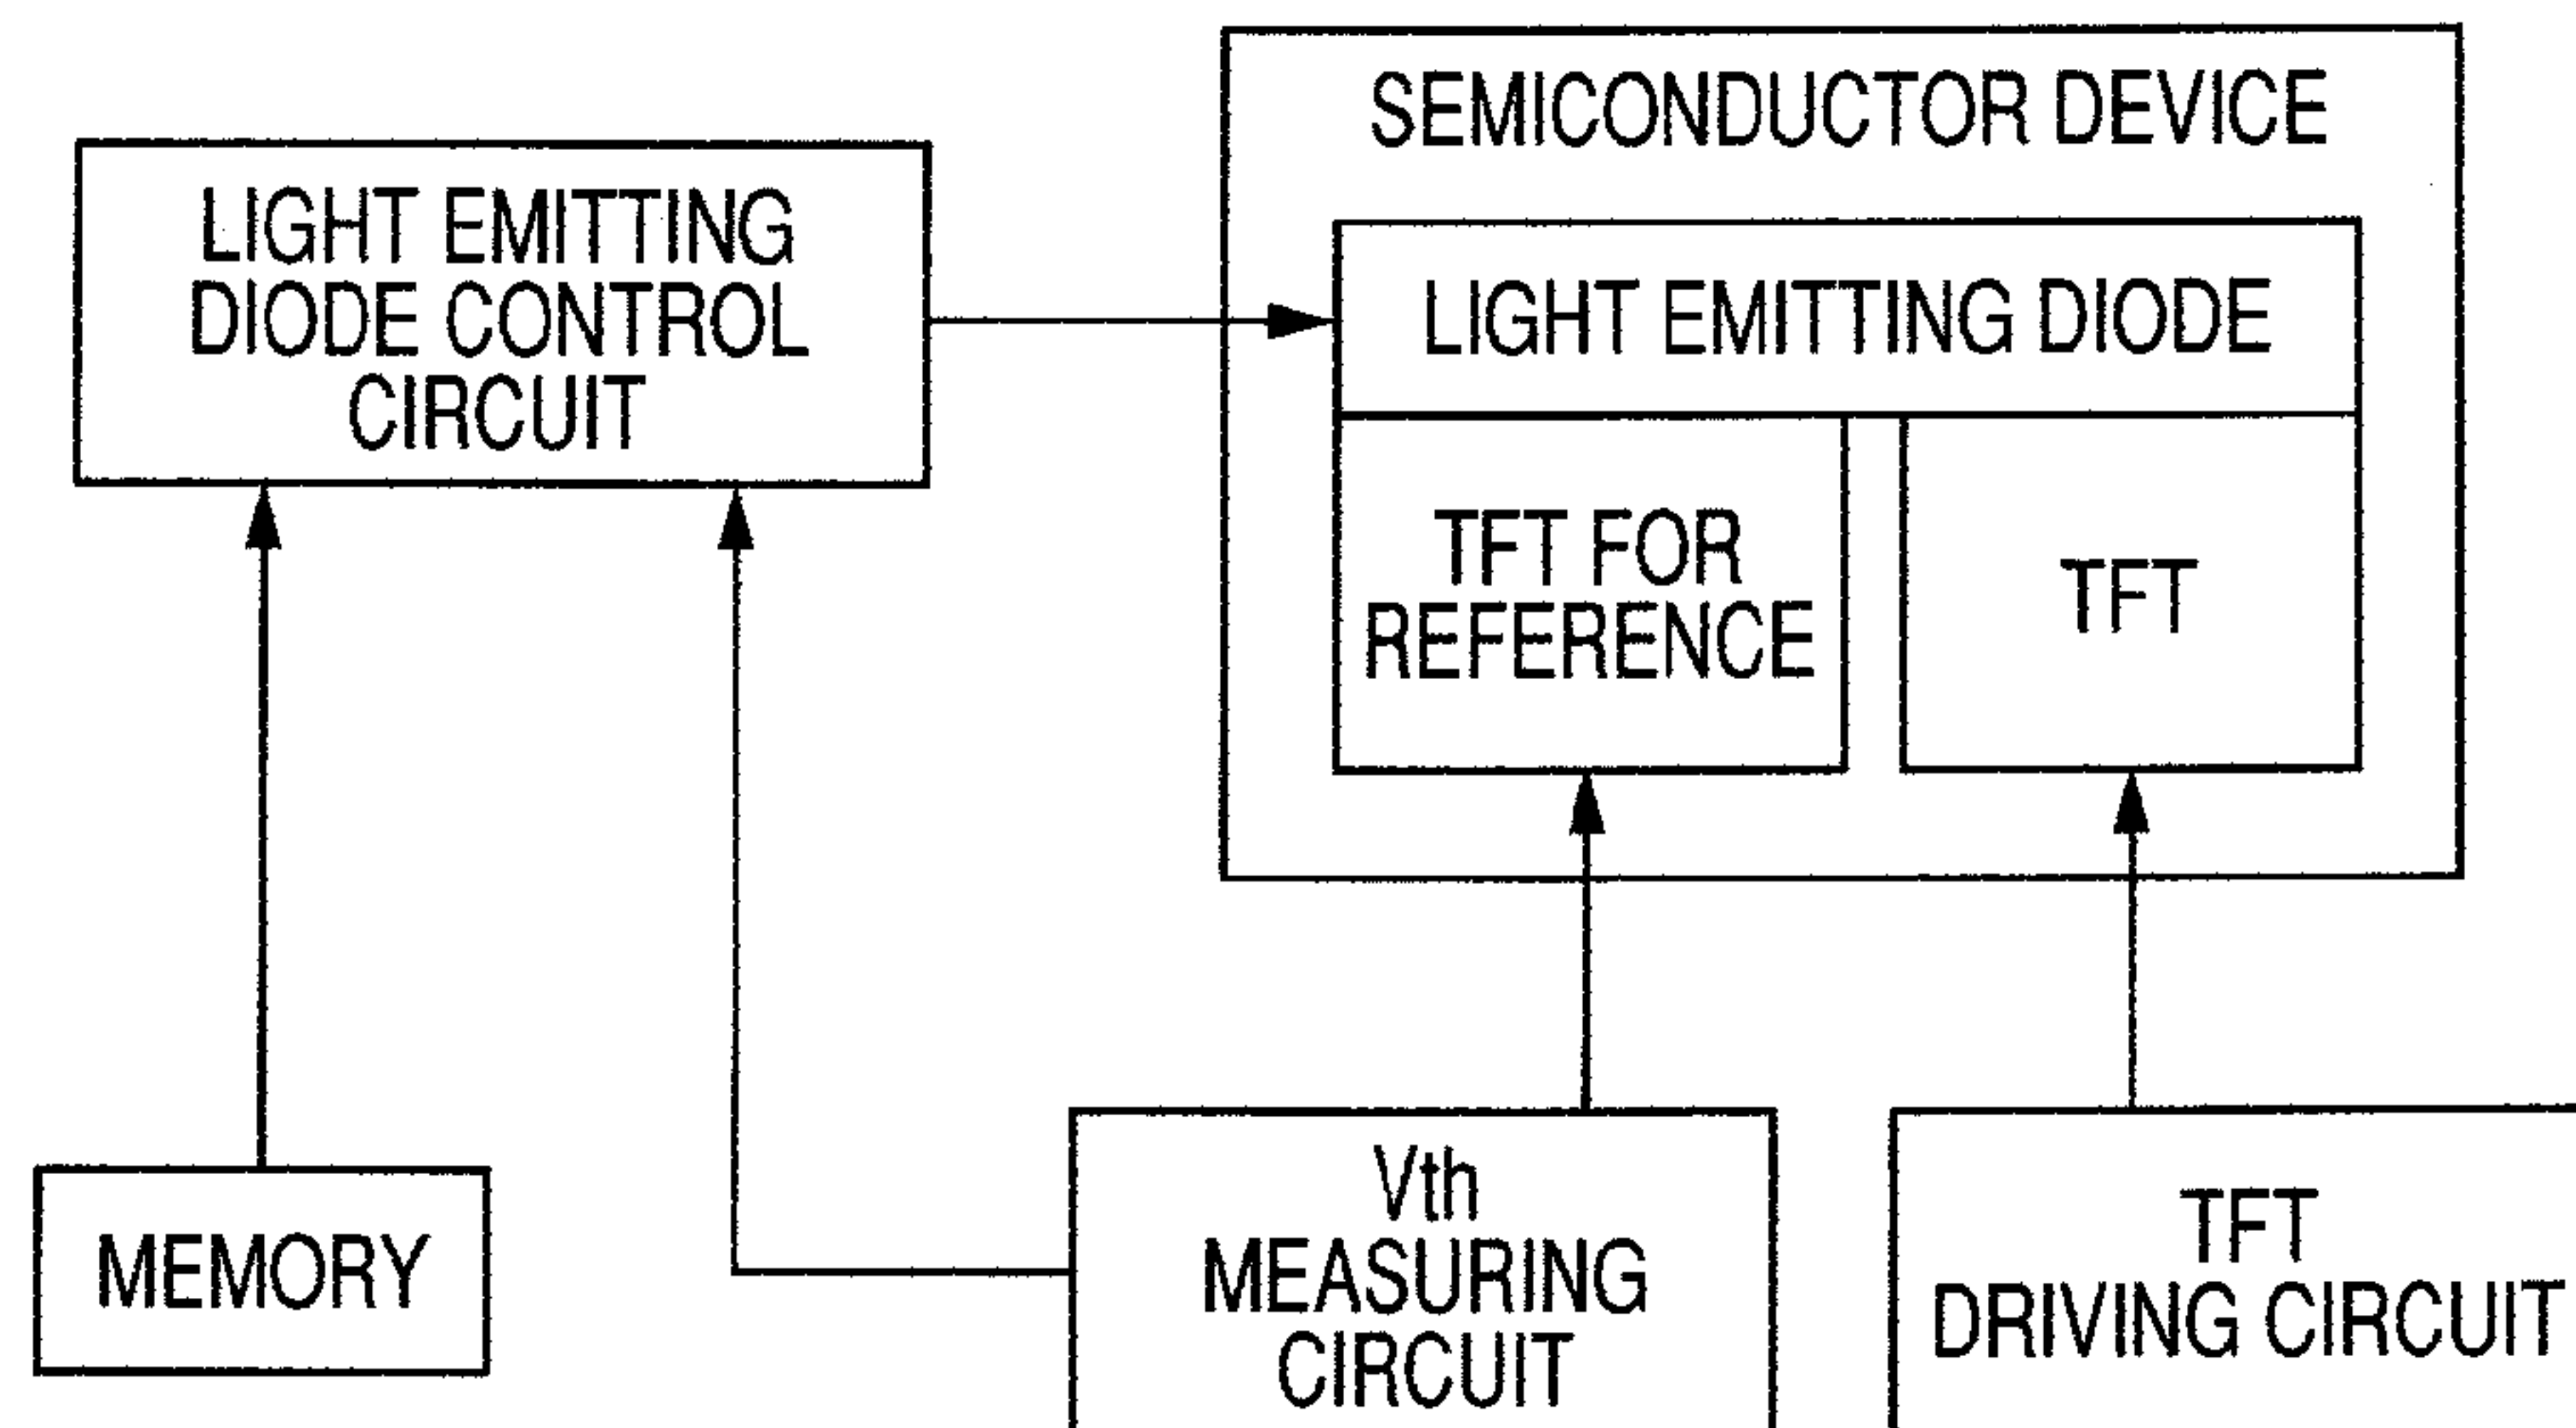 SEMICONDUCTOR DEVICE
LIGHT EMITTING
DIODE CONTROL
CIRCUIT
LIGHT EMITTING DIODE
TFT FOR
REFERENCE
TFT
MEMORY
Vth
MEASURING
CIRCUIT
TFT
DRIVING CIRCUIT